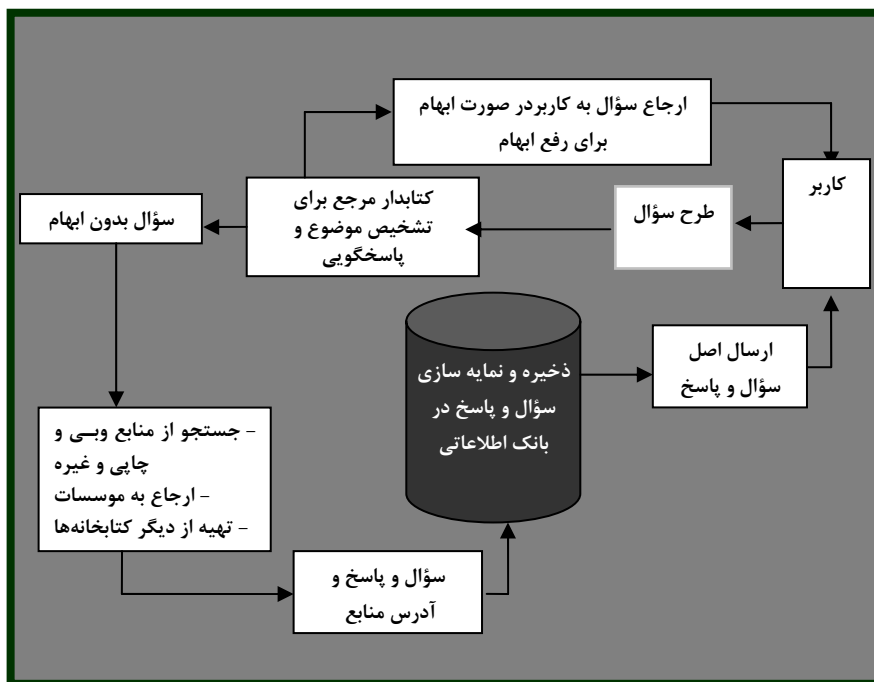 ارجاع سؤال به کاربردر صورت ابهام
برای رفع ابهام
کاربر
طرح سؤال
کتابدار مرجع برای
تشخیص موضوع و
پاسخگویی
سؤال بدون ابهام
- جستجو از منابع وبی و
چاپی و غیره
- ارجاع به موسسات
- تهیه از دیگر کتابخانه‌ها
سؤال و پاسخ و
آدرس منابع
ذخیره و نمایه سازی
سؤال و پاسخ در
بانک اطلاعاتی
ارسال اصل
سؤال و پاسخ